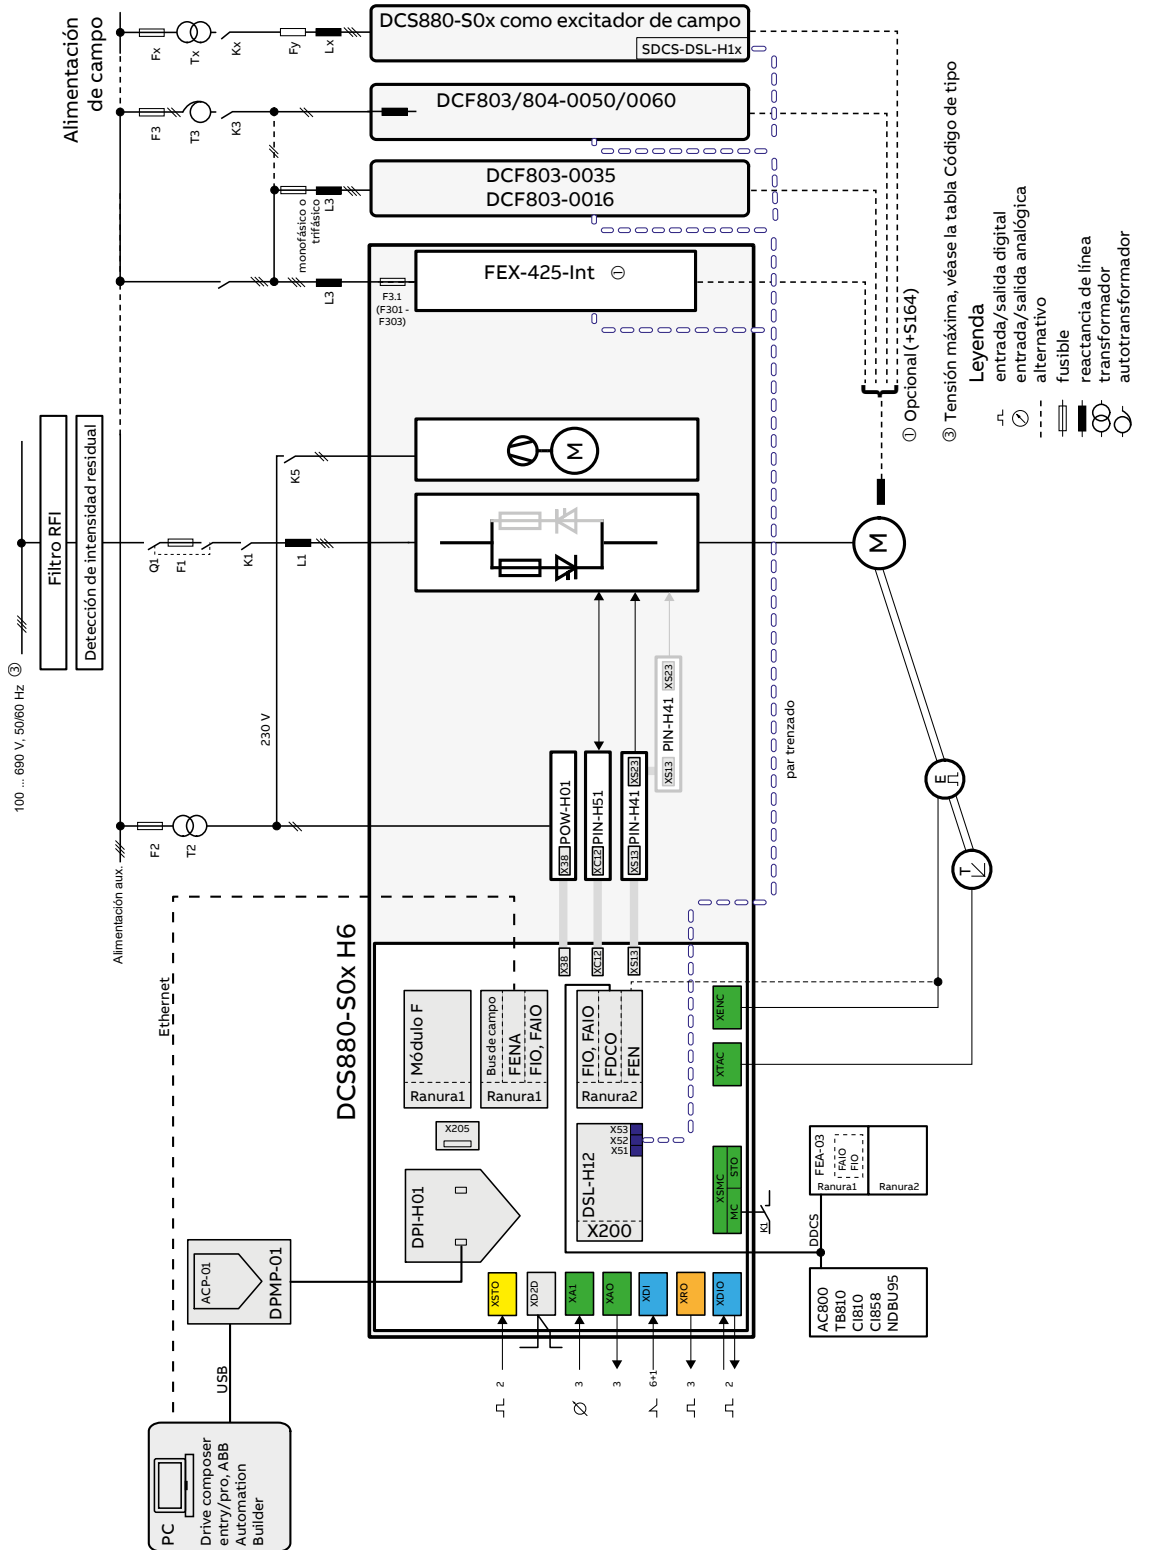 Alimentación
de campo
Fx
Tx
Kx
Fy
Lx
DCS880-S0x como excitador de campo
SDCS-DSL-H1x
F3
T3
K3
DCF803/804-0050/0060
monofásico o
trifásico
L3
DCF803-0035
DCF803-0016
L3
F3.1
(F301 -
F303)
FEX-425-Int ①
① Opcional(+S164)
③ Tensión máxima, véase la tabla Código de tipo
Leyenda
entrada/salida digital
entrada/salida analógica
alternativo
fusible
reactancia de línea
transformador
autotransformador
100 ... 690 V, 50/60 Hz ③
Filtro RFI
Detección de intensidad residual
Q1
F1
K1
L1
K5
M
M
230 V
F2
T2
Alimentación aux.
X38
POW-H01
XC12
PIN-H51
XS13
PIN-H41
XS23
XS13
PIN-H41
XS23
par trenzado
E
T
Ethernet
DCS880-S0x H6
X38
XC12
XS13
Módulo F
Ranura1
Bus de campo
FENA
FIO, FAIO
Ranura1
FIO, FAIO
FDCO
FEN
Ranura2
XENC
XTAC
X205
DPI-H01
DSL-H12
X200
X53
X52
X51
XSMC
MC
STO
K1
DDCS
FEA-03
FAIO
FIO
Ranura1
Ranura2
AC800
TB810
CI810
CI858
NDBU95
ACP-01
DPMP-01
USB
XSTO
XD2D
XA1
XAO
XDI
XRO
XDIO
2
3
3
6+1
3
2
PC
Drive composer
entry/pro, ABB
Automation
Builder